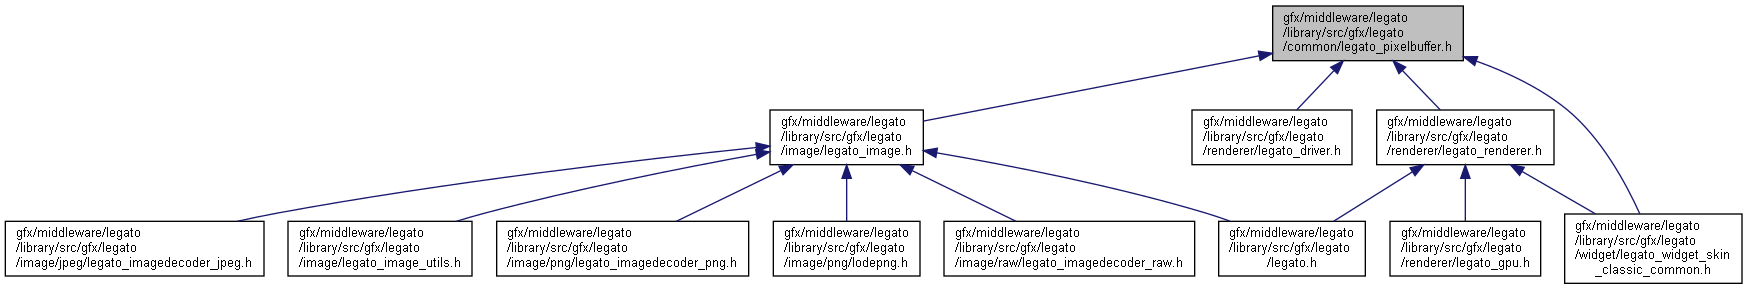 gfx/middleware/legato
/library/src/gfx/legato
/common/legato_pixelbuffer.h
gfx/middleware/legato
/library/src/gfx/legato
/image/legato_image.h
gfx/middleware/legato
/library/src/gfx/legato
/renderer/legato_driver.h
gfx/middleware/legato
/library/src/gfx/legato
/renderer/legato_renderer.h
gfx/middleware/legato
/library/src/gfx/legato
/image/jpeg/legato_imagedecoder_jpeg.h
gfx/middleware/legato
/library/src/gfx/legato
/image/legato_image_utils.h
gfx/middleware/legato
/library/src/gfx/legato
/image/png/legato_imagedecoder_png.h
gfx/middleware/legato
/library/src/gfx/legato
/image/png/lodepng.h
gfx/middleware/legato
/library/src/gfx/legato
/image/raw/legato_imagedecoder_raw.h
gfx/middleware/legato
/library/src/gfx/legato
/legato.h
gfx/middleware/legato
/library/src/gfx/legato
/renderer/legato_gpu.h
gfx/middleware/legato
/library/src/gfx/legato
/widget/legato_widget_skin
_classic_common.h